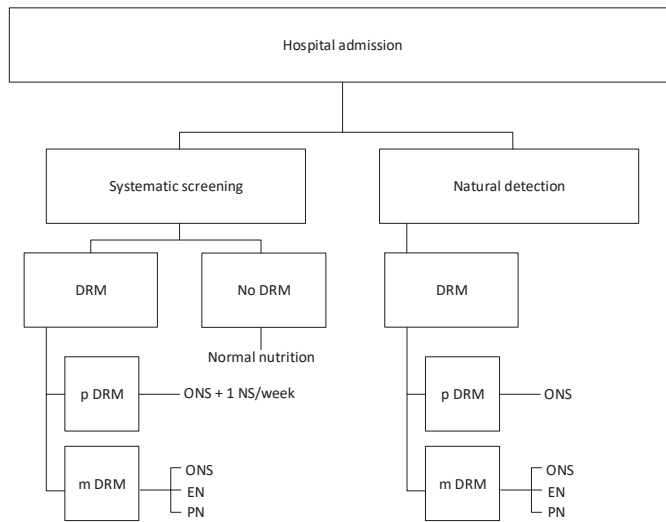 Hospital admission
Systematic screening
Natural detection
DRM
No DRM
DRM
Normal nutrition
p DRM
ONS + 1 NS/week
p DRM
ONS
m DRM
ONS
EN
PN
m DRM
ONS
EN
PN